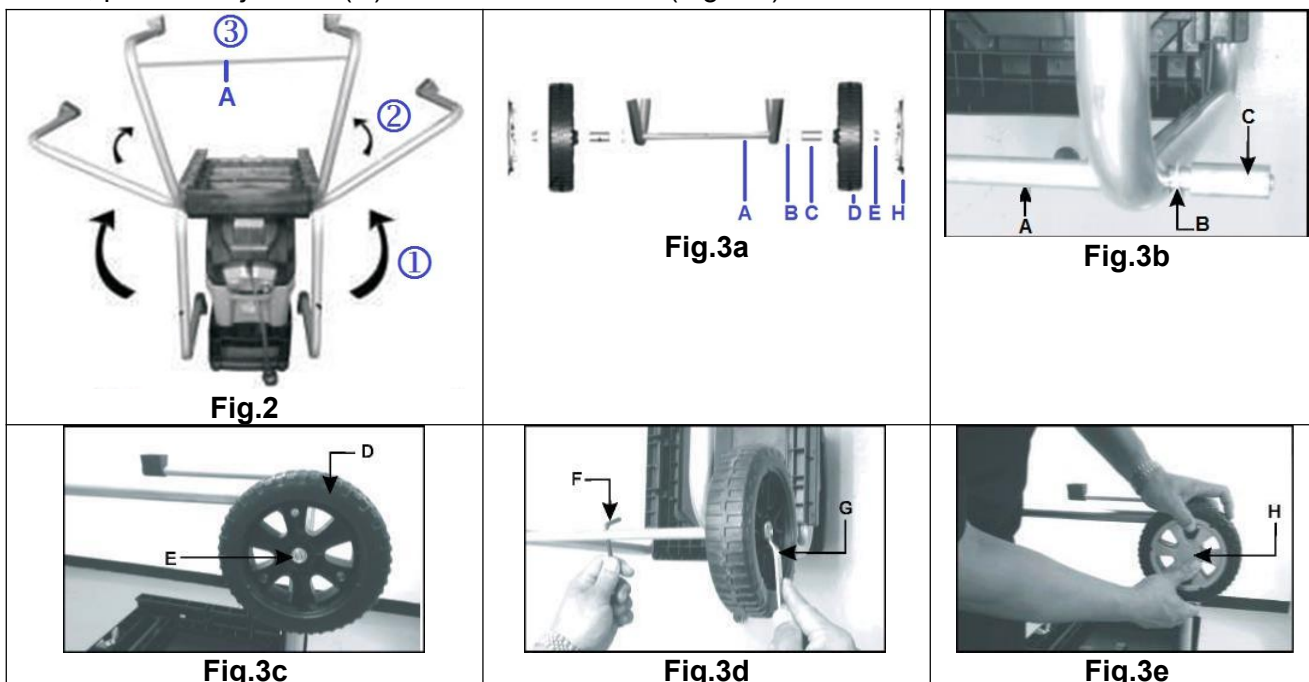 ③
②
A
①
Fig.2
A B C D E H
Fig.3a
C
A
B
Fig.3b
D
E
Fig.3c
F
G
Fig.3d
H
Fig.3e